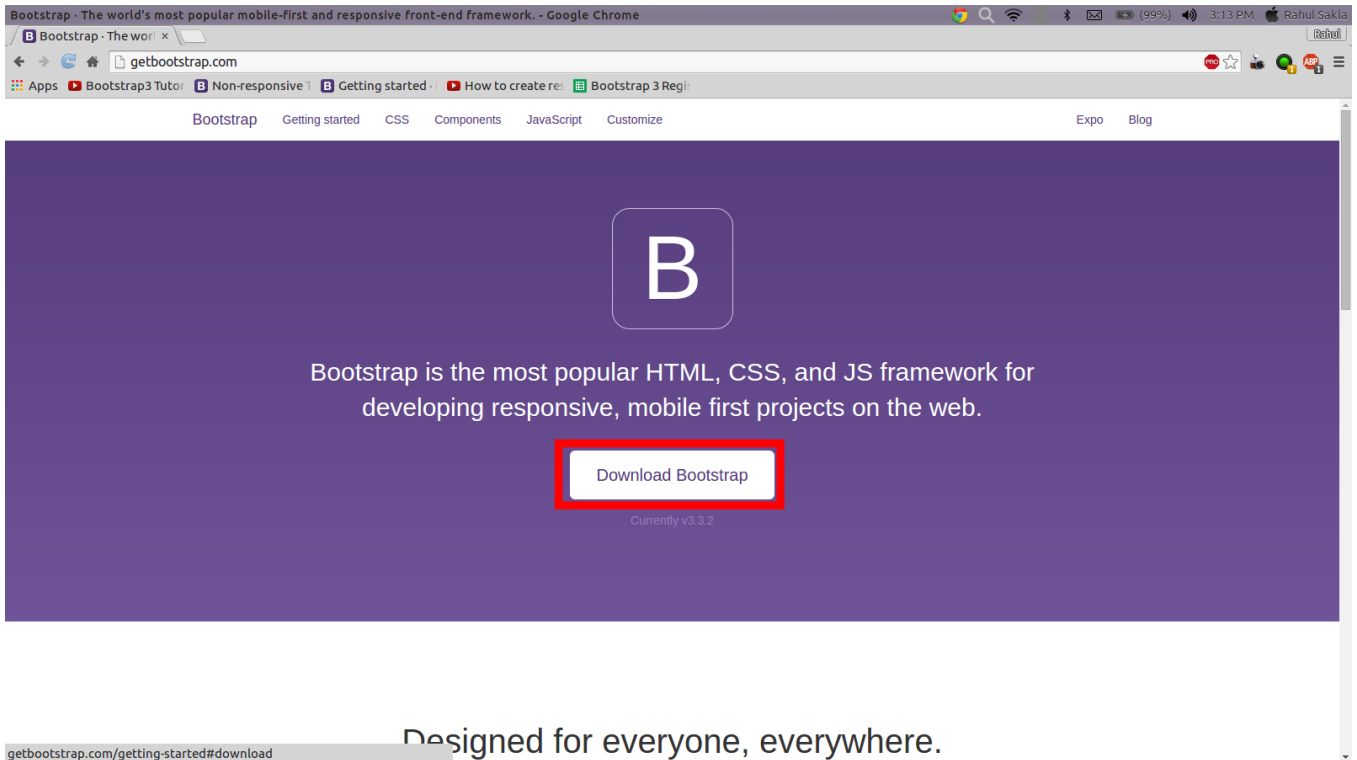 Bootstrap · The world's most popular mobile-first and responsive front-end framework. - Google Chrome
(99%) 3:13 PM Rahul Sakla
B Bootstrap · The worl ×
Rahul
getbootstrap.com
PRO
1
ABP
1
Apps Bootstrap3 Tutor B Non-responsive T B Getting started · How to create re Bootstrap 3 Regi
Bootstrap Getting started CSS Components JavaScript Customize Expo Blog
B
Bootstrap is the most popular HTML, CSS, and JS framework for
developing responsive, mobile first projects on the web.
Download Bootstrap
Currently v3.3.2
Designed for everyone, everywhere.
getbootstrap.com/getting-started#download